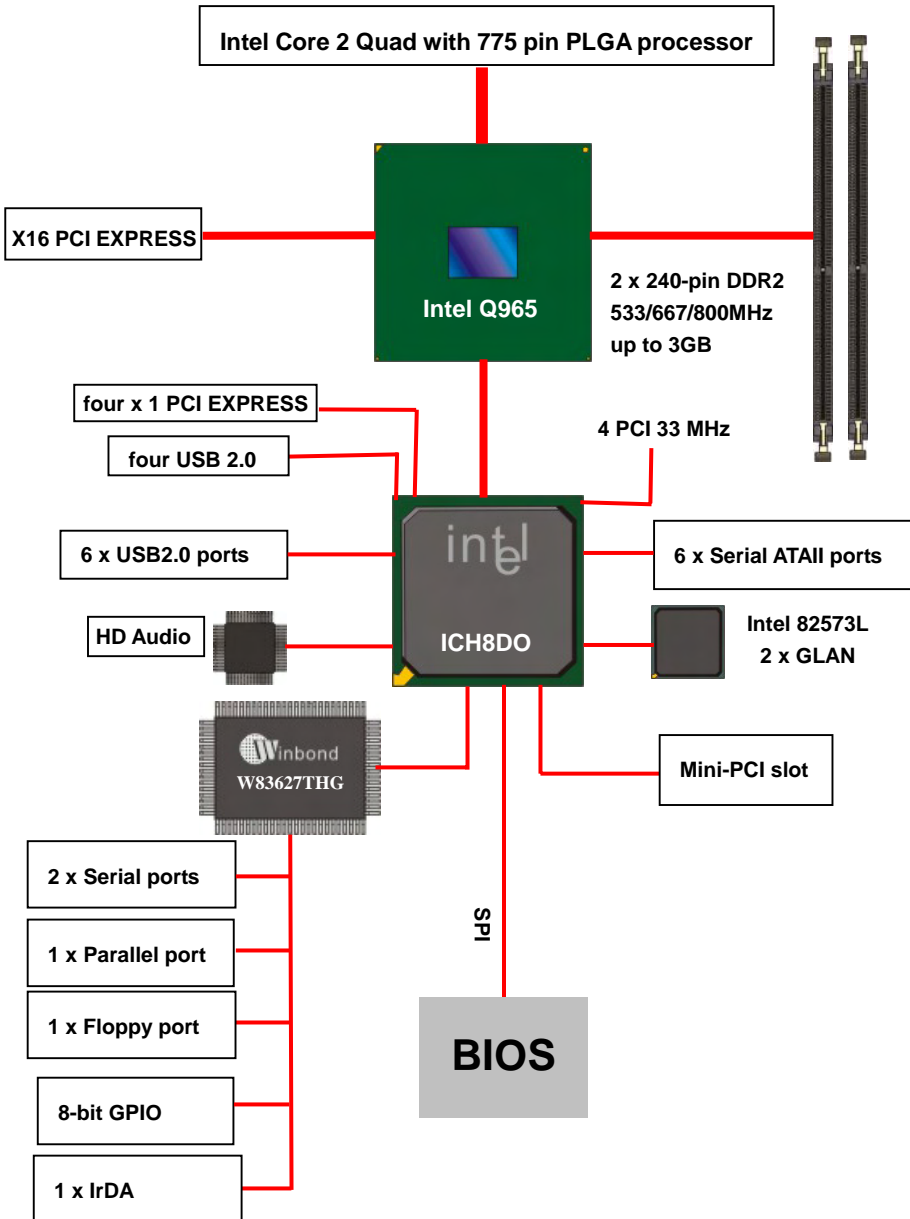 Intel Core 2 Quad with 775 pin PLGA processor
X16 PCI EXPRESS
Intel Q965
2 x 240-pin DDR2
533/667/800MHz
up to 3GB
four x 1 PCI EXPRESS
four USB 2.0
4 PCI 33 MHz
6 x USB2.0 ports
intel
6 x Serial ATAII ports
HD Audio
ICH8DO
Intel 82573L
2 x GLAN
Winbond
W83627THG
Mini-PCI slot
2 x Serial ports
SPI
1 x Parallel port
1 x Floppy port
BIOS
8-bit GPIO
1 x IrDA